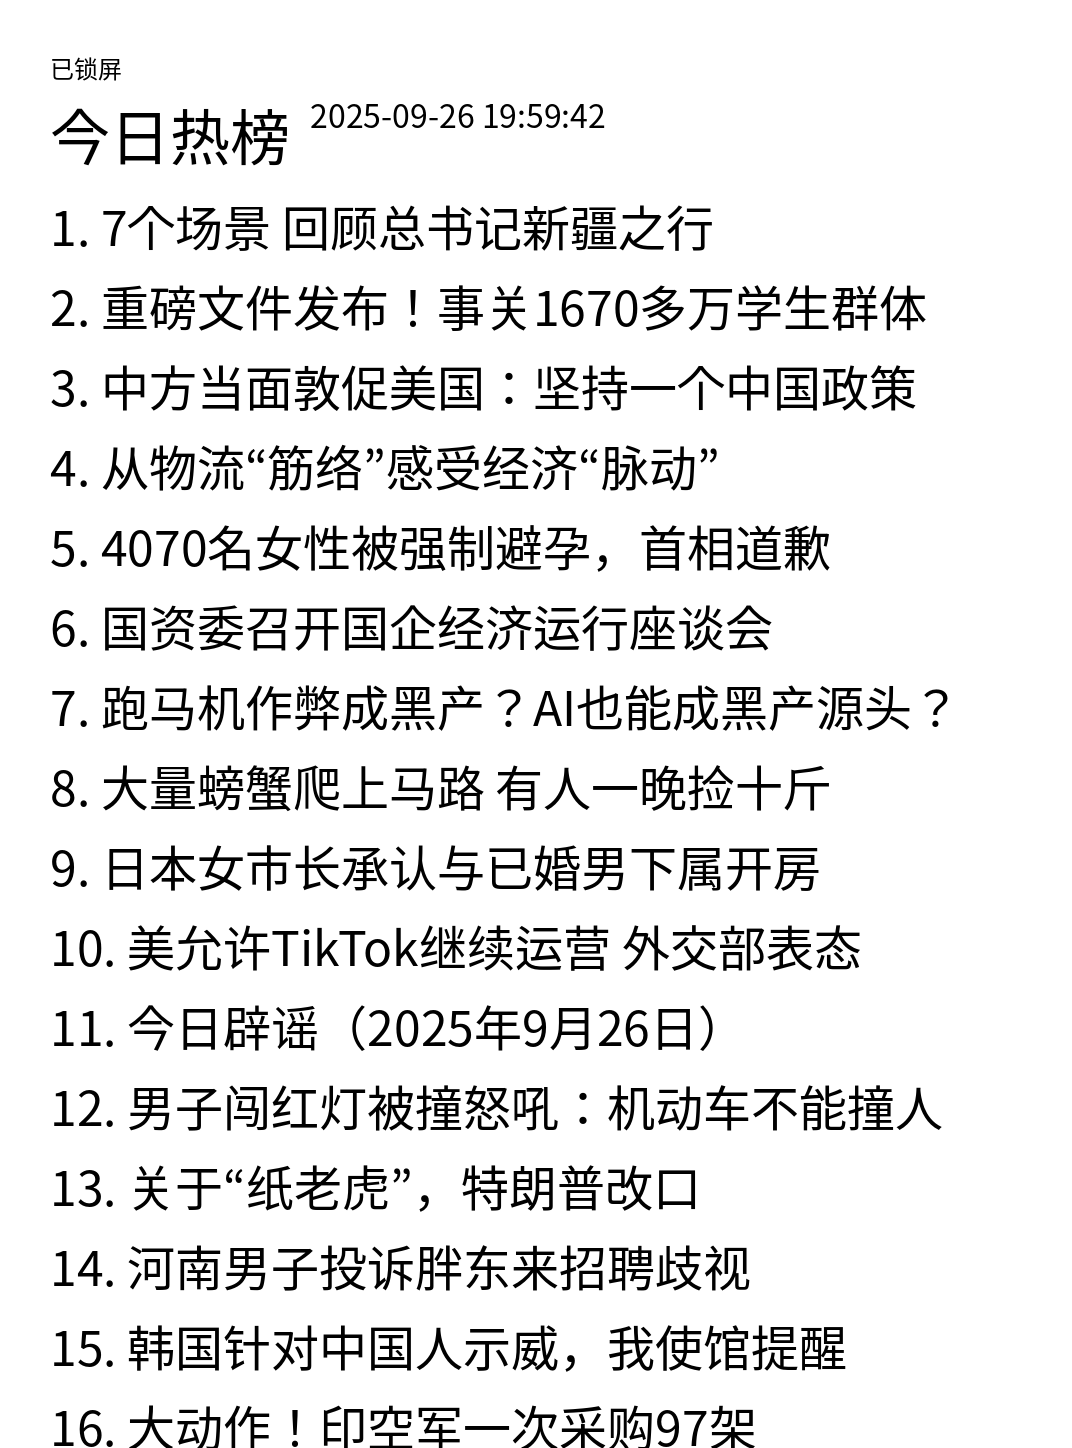 已锁屏
今日热榜 2025-09-26 19:59:42
1. 7个场景 回顾总书记新疆之行
2. 重磅文件发布！事关1670多万学生群体
3. 中方当面敦促美国：坚持一个中国政策
4. 从物流“筋络”感受经济“脉动”
5. 4070名女性被强制避孕，首相道歉
6. 国资委召开国企经济运行座谈会
7. 跑马机作弊成黑产？AI也能成黑产源头？
8. 大量螃蟹爬上马路 有人一晚捡十斤
9. 日本女市长承认与已婚男下属开房
10. 美允许TikTok继续运营 外交部表态
11. 今日辟谣（2025年9月26日）
12. 男子闯红灯被撞怒吼：机动车不能撞人
13. 关于“纸老虎”，特朗普改口
14. 河南男子投诉胖东来招聘歧视
15. 韩国针对中国人示威，我使馆提醒
16. 大动作！印空军一次采购97架